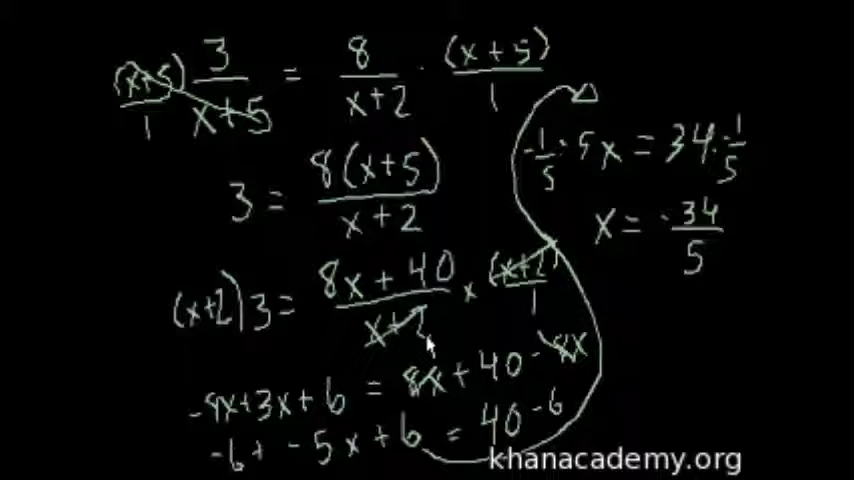 (x+5)/1 3/(x+5) = 8/(x+2) · (x+5)/1
3 = 8(x+5)/(x+2)
(x+2)3 = (8x+40)/(x+2) × (x+2)/1
-8x+3x+6 = 8x+40-8x
-6+ -5x+6 = 40-6
-1/5 · 5x = 34 · -1/5
x = -34/5
khanacademy.org